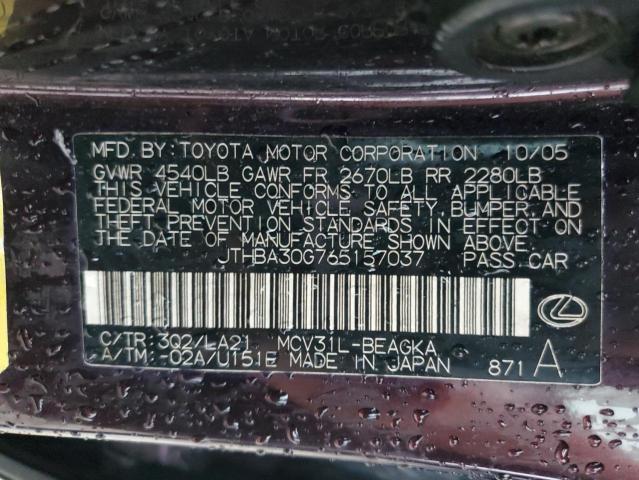 MFD BY: TOYOTA MOTOR CORPORATION 10/05
GVWR 4540LB GAWR FR 2670LB RR 2280LB
THIS VEHICLE CONFORMS TO ALL APPLICABLE
FEDERAL MOTOR VEHICLE SAFETY, BUMPER, AND
THEFT PREVENTION STANDARDS IN EFFECT ON
THE DATE OF MANUFACTURE SHOWN ABOVE.
JTHBA30G765157037 PASS CAR
C/TR: 3Q2/LA21 MCV31L-BEAGKA
A/TM: -02A/U151E MADE IN JAPAN 871 A